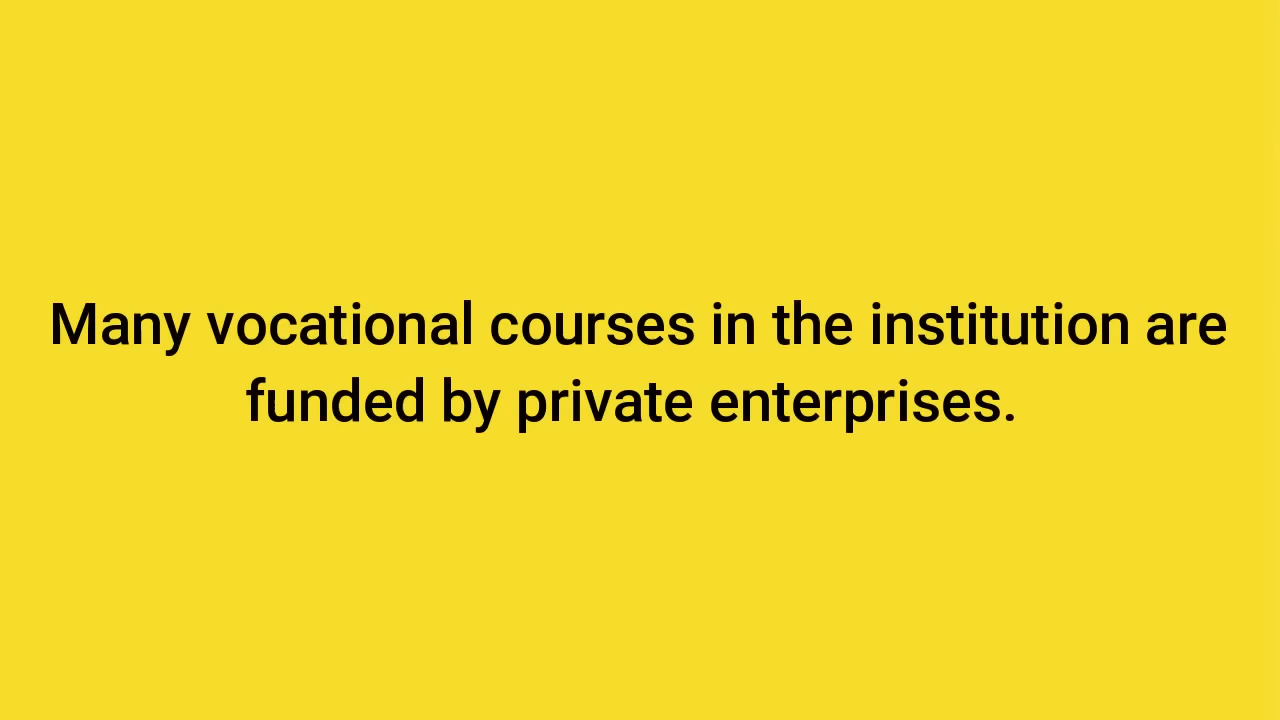 Many vocational courses in the institution are
funded by private enterprises.